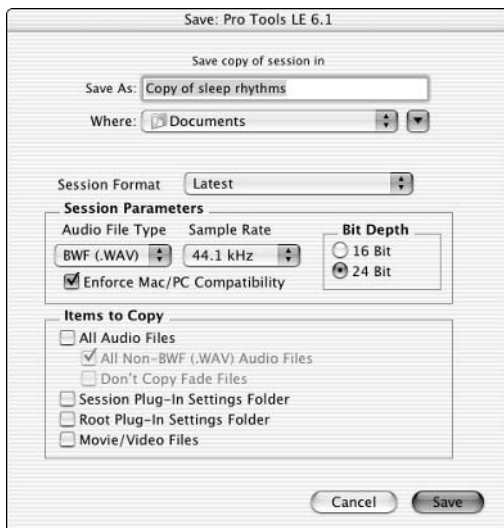 Save: Pro Tools LE 6.1
Save copy of session in
Save As: Copy of sleep rhythms
Where: Documents
Session Format Latest
Session Parameters
Audio File Type Sample Rate Bit Depth
BWF (.WAV) 44.1 kHz 16 Bit
24 Bit
Enforce Mac/PC Compatibility
Items to Copy
All Audio Files
All Non-BWF (.WAV) Audio Files
Don't Copy Fade Files
Session Plug-In Settings Folder
Root Plug-In Settings Folder
Movie/Video Files
Cancel Save